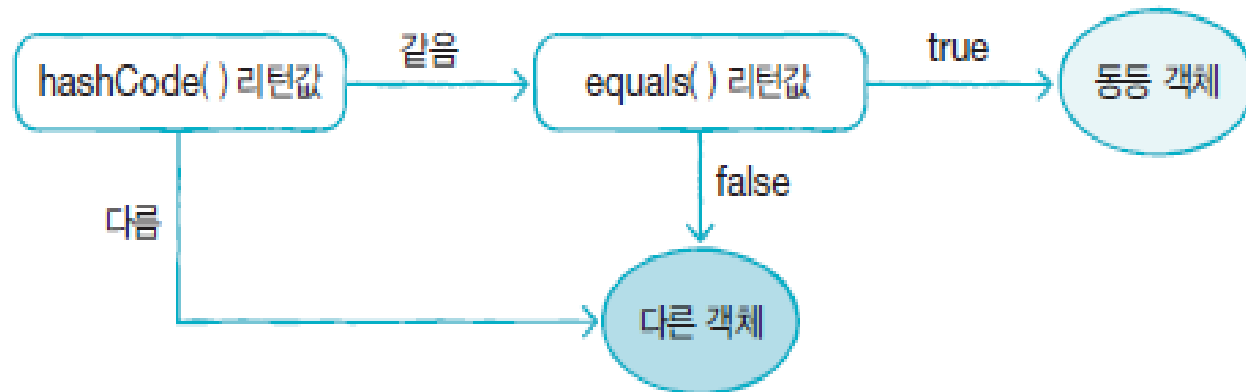 같음
true
hashCode( ) 리턴값
equals( ) 리턴값
동등 객체
false
다름
다른 객체